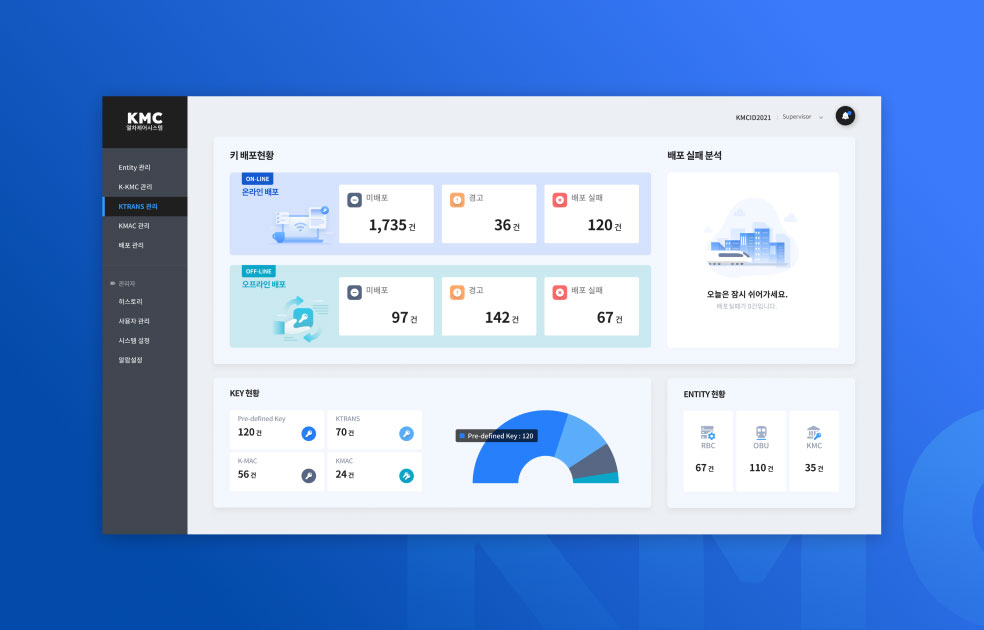 KMC
열차제어시스템
KMCID2021
Supervisor
Entity 관리
K-KMC 관리
KTRANS 관리
KMAC 관리
배포 관리
관리자
히스토리
사용자 관리
시스템 설정
알람설정
키 배포현황
ON-LINE
온라인 배포
미배포
1,735 건
경고
36 건
배포 실패
120 건
OFF-LINE
오프라인 배포
미배포
97 건
경고
142 건
배포 실패
67 건
배포 실패 분석
오늘은 잠시 쉬어가세요.
배포실패가 0건입니다.
KEY 현황
Pre-defined Key
120 건
KTRANS
70 건
K-MAC
56 건
KMAC
24 건
Pre-defined Key : 120
ENTITY 현황
RBC
67 건
OBU
110 건
KMC
35 건
KMC